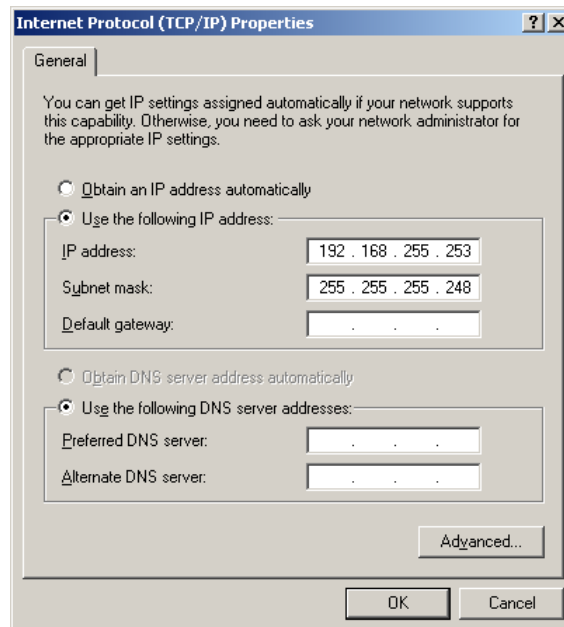 Internet Protocol (TCP/IP) Properties
General
You can get IP settings assigned automatically if your network supports
this capability. Otherwise, you need to ask your network administrator for
the appropriate IP settings.
Obtain an IP address automatically
Use the following IP address:
IP address: 192 . 168 . 255 . 253
Subnet mask: 255 . 255 . 255 . 248
Default gateway: . . .
Obtain DNS server address automatically
Use the following DNS server addresses:
Preferred DNS server: . . .
Alternate DNS server: . . .
Advanced...
OK Cancel